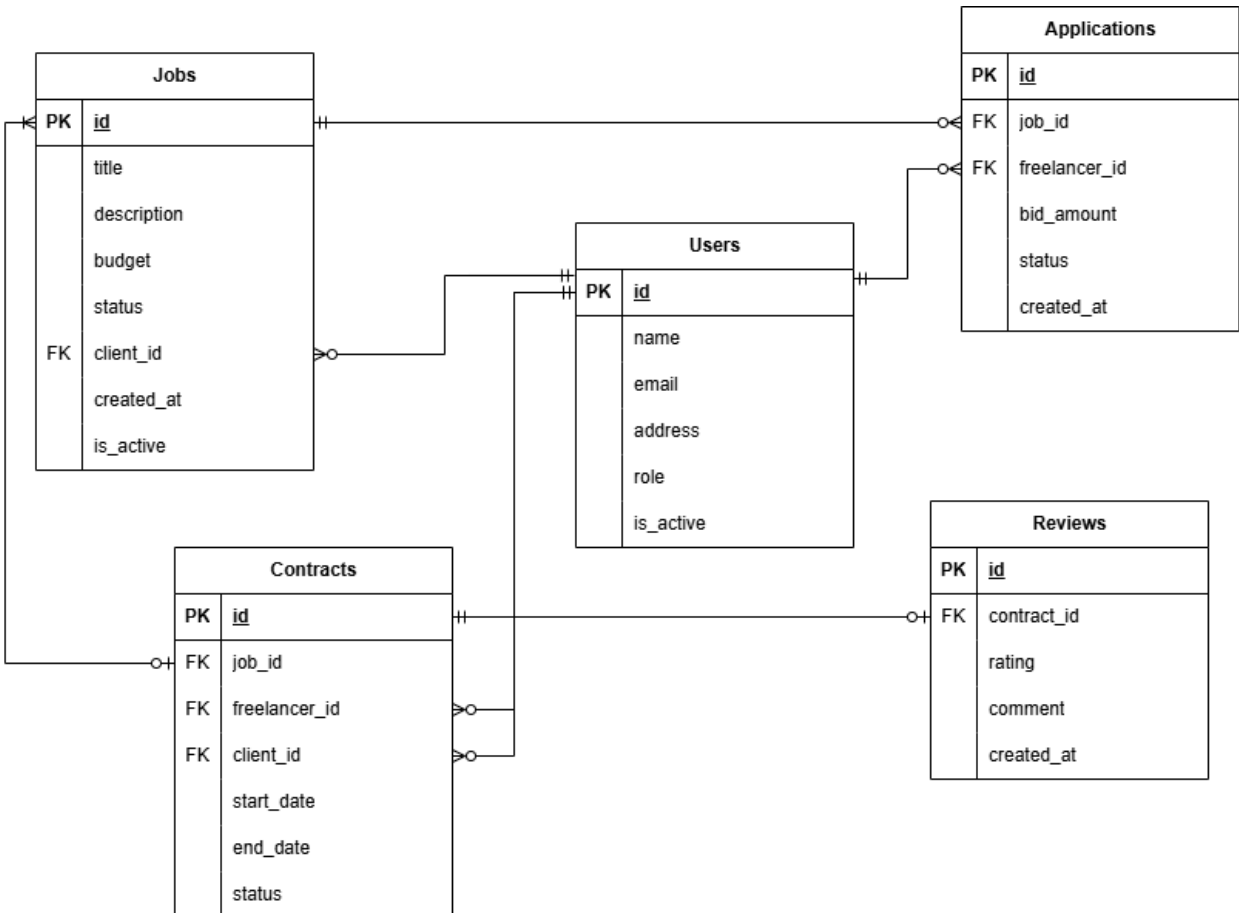 Jobs
PK id
title
description
budget
status
FK client_id
created_at
is_active
Applications
PK id
FK job_id
FK freelancer_id
bid_amount
status
created_at
Users
PK id
name
email
address
role
is_active
Contracts
PK id
FK job_id
FK freelancer_id
FK client_id
start_date
end_date
status
Reviews
PK id
FK contract_id
rating
comment
created_at